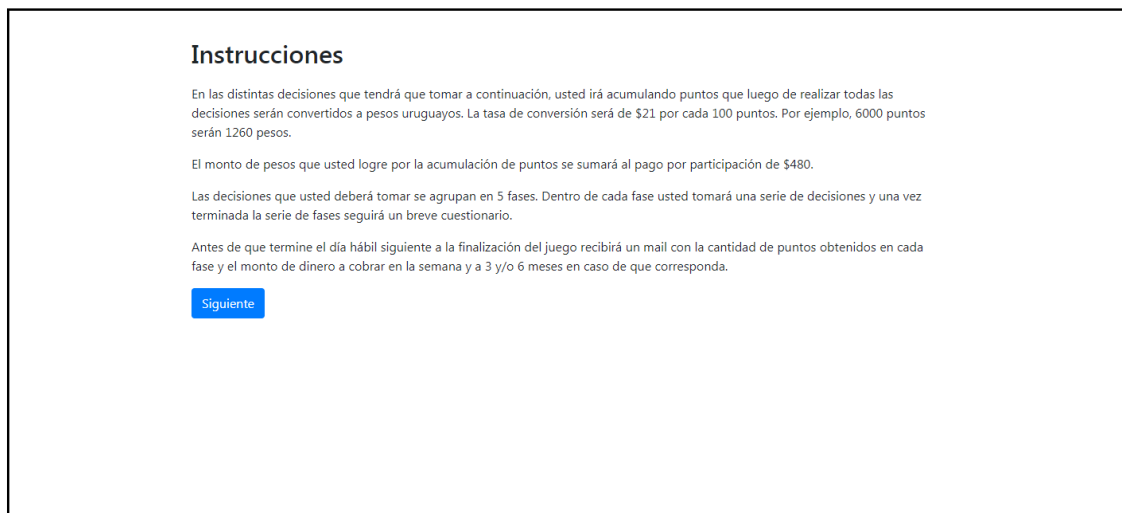 Instrucciones
En las distintas decisiones que tendrá que tomar a continuación, usted irá acumulando puntos que luego de realizar todas las
decisiones serán convertidos a pesos uruguayos. La tasa de conversión será de $21 por cada 100 puntos. Por ejemplo, 6000 puntos
serán 1260 pesos.
El monto de pesos que usted logre por la acumulación de puntos se sumará al pago por participación de $480.
Las decisiones que usted deberá tomar se agrupan en 5 fases. Dentro de cada fase usted tomará una serie de decisiones y una vez
terminada la serie de fases seguirá un breve cuestionario.
Antes de que termine el día hábil siguiente a la finalización del juego recibirá un mail con la cantidad de puntos obtenidos en cada
fase y el monto de dinero a cobrar en la semana y a 3 y/o 6 meses en caso de que corresponda.
Siguiente